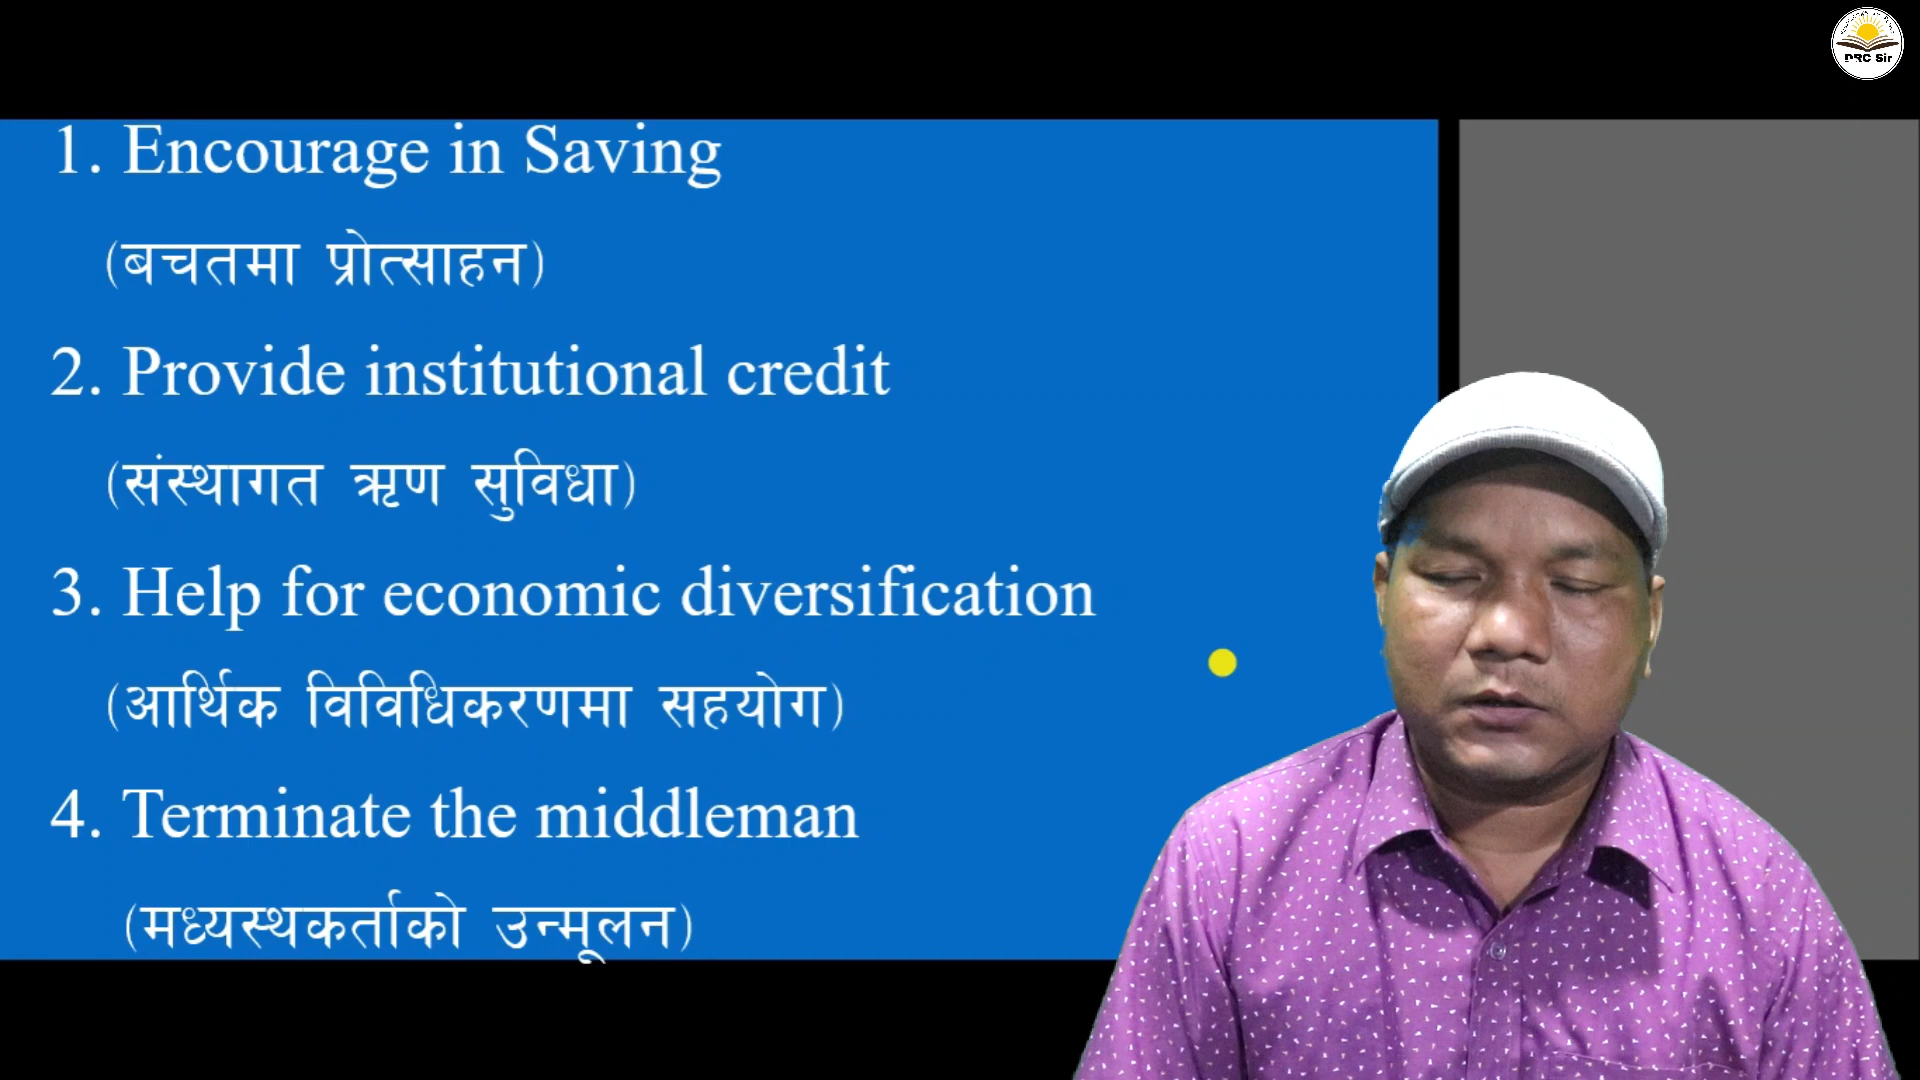 DRC Sir
1. Encourage in Saving
(बचतमा प्रोत्साहन)
2. Provide institutional credit
(संस्थागत ऋण सुविधा)
3. Help for economic diversification
(आर्थिक विविधिकरणमा सहयोग)
4. Terminate the middleman
(मध्यस्थकर्ताको उन्मूलन)